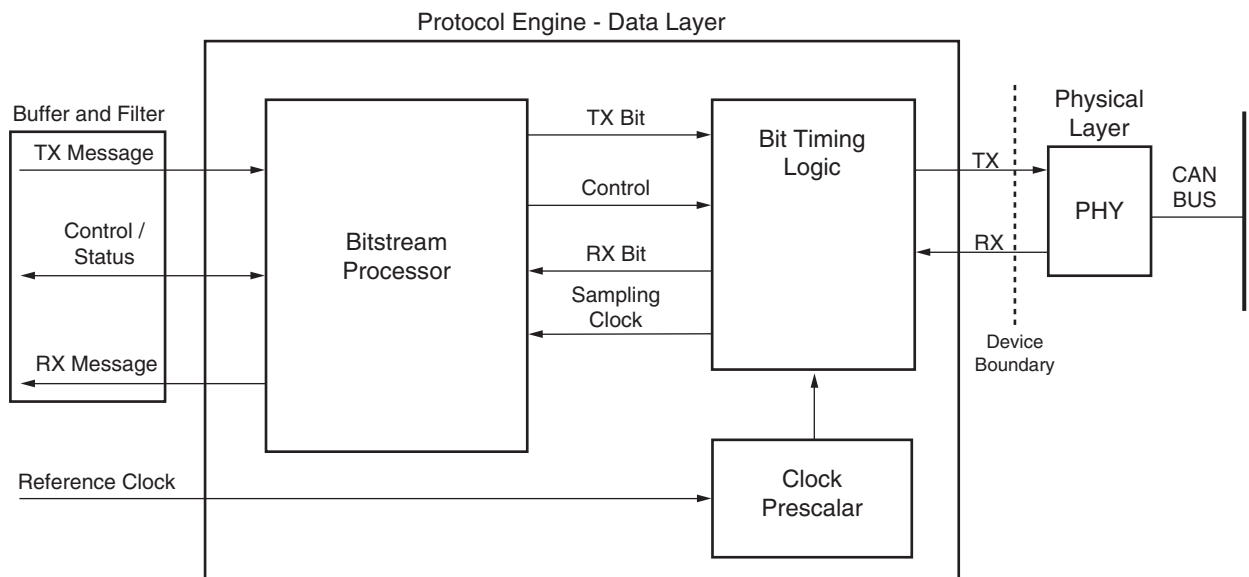 Protocol Engine - Data Layer
Buffer and Filter
TX Message
Control /
Status
RX Message
Reference Clock
Bitstream
Processor
TX Bit
Control
RX Bit
Sampling
Clock
Bit Timing
Logic
Clock
Prescalar
TX
RX
Device
Boundary
Physical
Layer
PHY
CAN
BUS